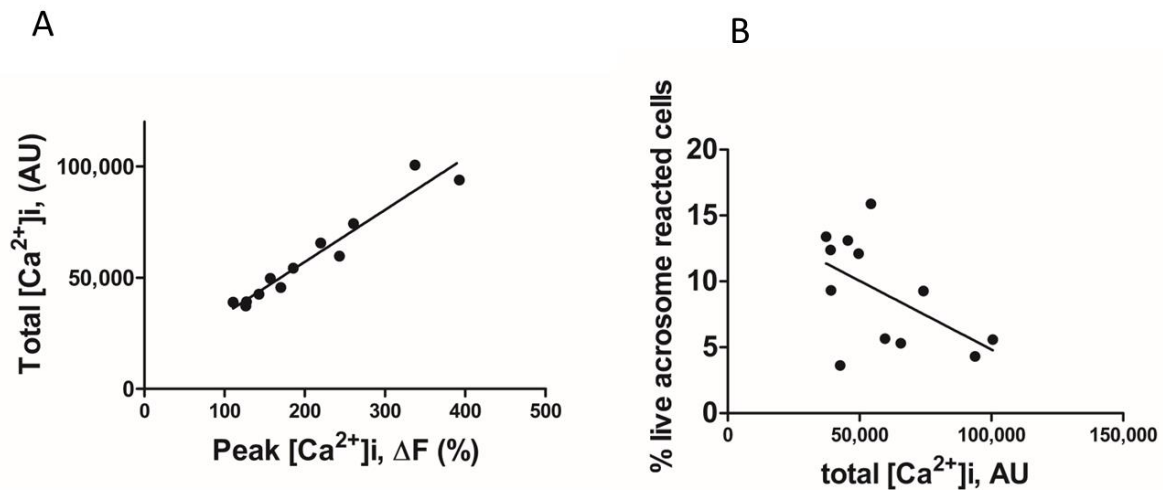 A
Total [Ca2+]i, (AU)
100,000
50,000
0
0 100 200 300 400 500
Peak [Ca2+]i, ΔF (%)
B
% live acrosome reacted cells
20
15
10
5
0
0 50,000 100,000 150,000
total [Ca2+]i, AU